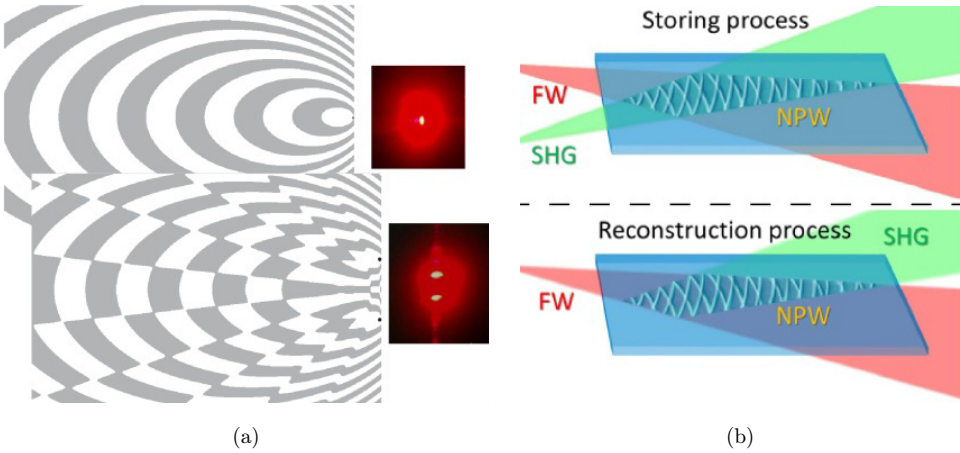 Storing process
FW
NPW
SHG
Reconstruction process
SHG
FW
NPW
(a)
(b)